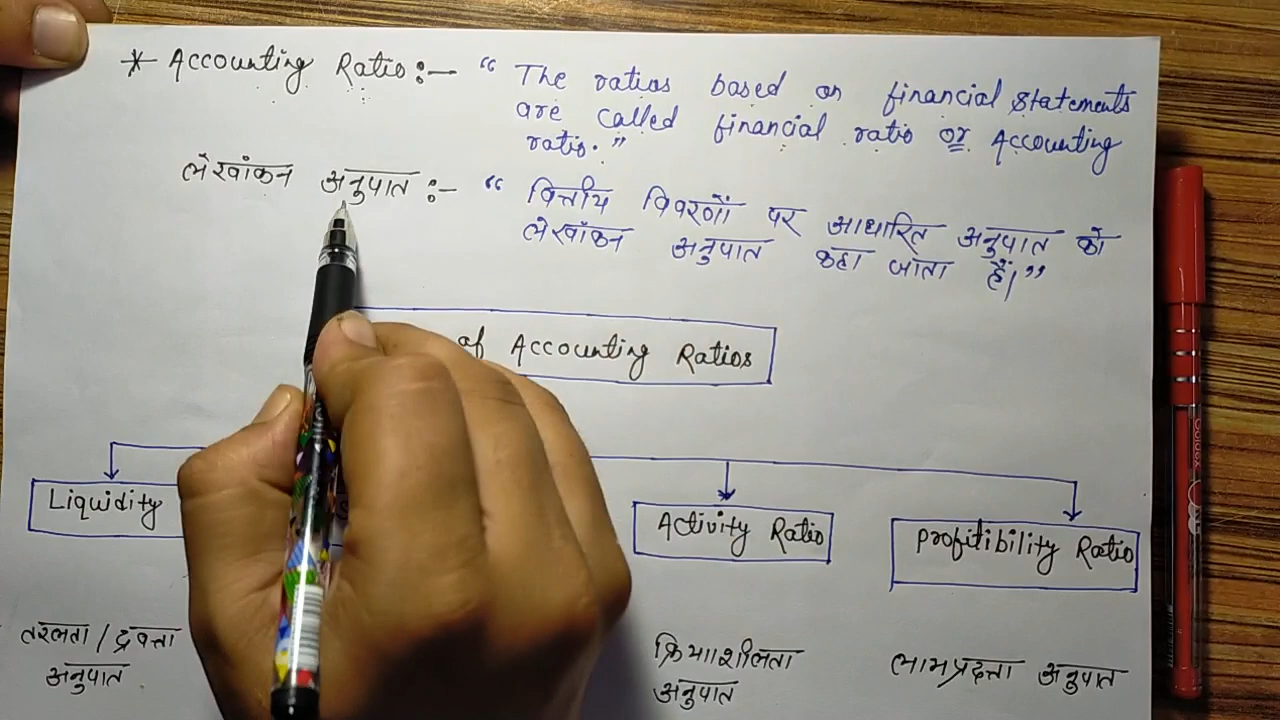 * Accounting Ratio:— “ The ratios based on financial statements
are called financial ratio or Accounting
ratio.”
लेखांकन अनुपात :- “ वित्तीय विवरणों पर आधारित अनुपात को
लेखांकन अनुपात कहा जाता हैं।”
of Accounting Ratios
Liquidity
Activity Ratio
Profitibility Ratio
तरलता / द्रवता
अनुपात
क्रियाशीलता
अनुपात
लाभप्रदत्ता अनुपात